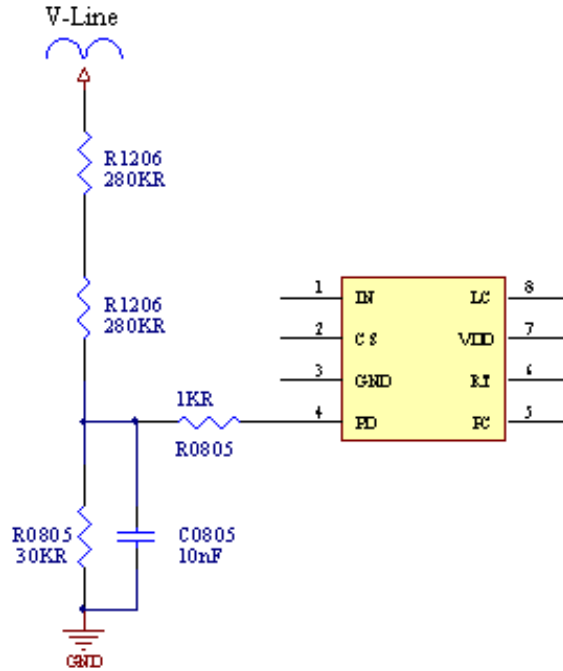 V-Line
R1206
280KR
R1206
280KR
1 IN LC 8
2 CS VDD 7
3 GND RI 6
4 PD FC 5
1KR
R0805
R0805
30KR
C0805
10nF
GND